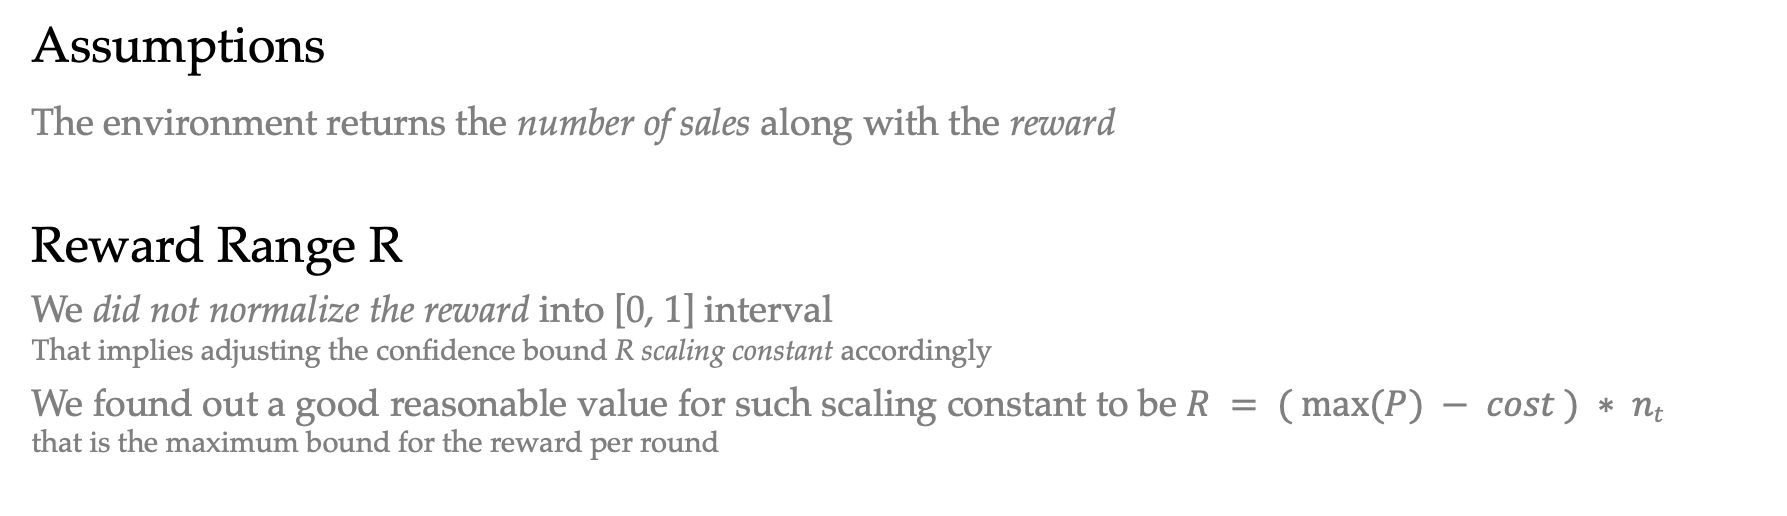 Assumptions
The environment returns the number of sales along with the reward
Reward Range R
We did not normalize the reward into [0, 1] interval
That implies adjusting the confidence bound R scaling constant accordingly
We found out a good reasonable value for such scaling constant to be R = ( max(P) − cost ) ∗ nₜ
that is the maximum bound for the reward per round